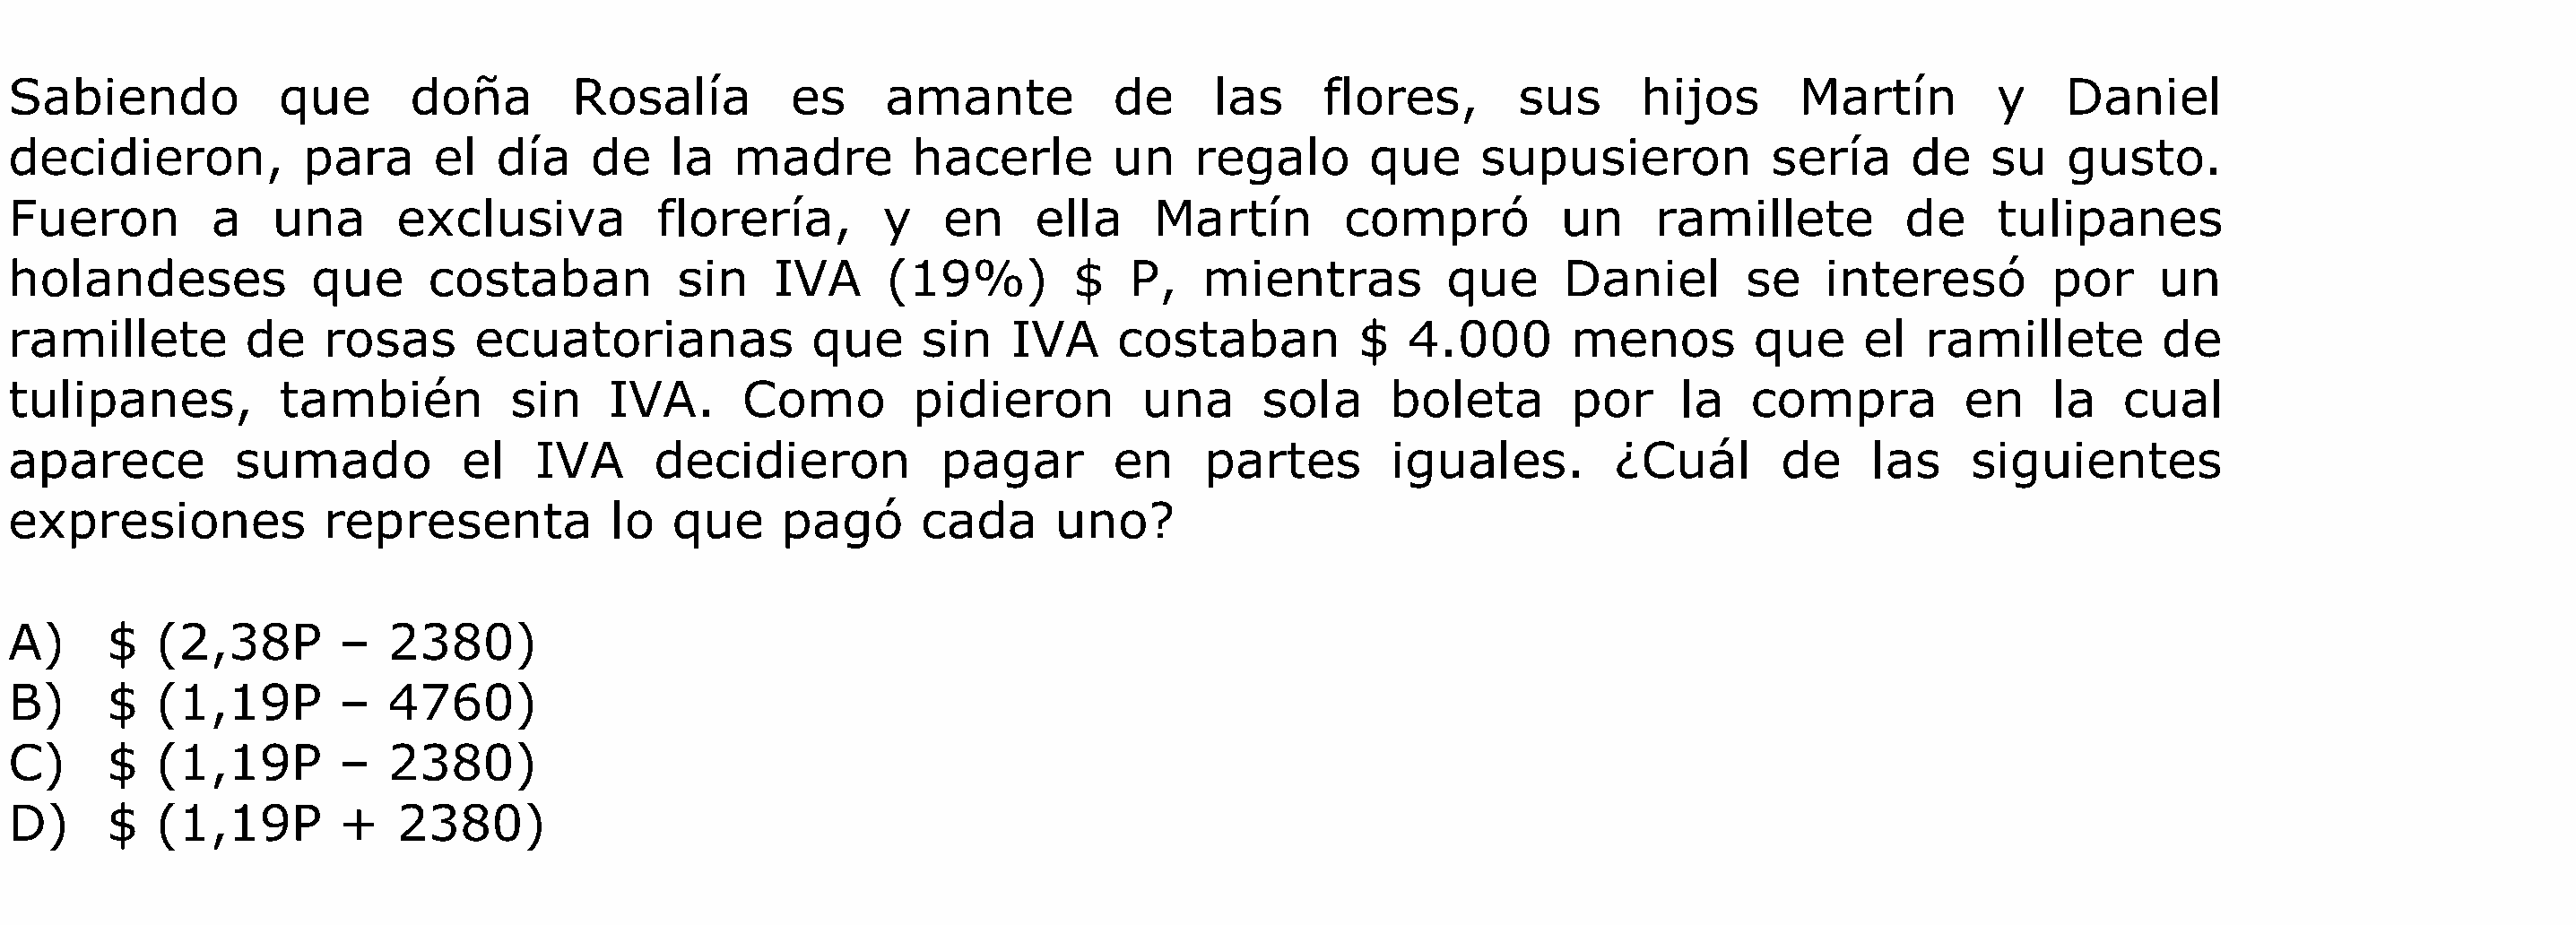 Sabiendo que doña Rosalía es amante de las flores, sus hijos Martín y Daniel
decidieron, para el día de la madre hacerle un regalo que supusieron sería de su gusto.
Fueron a una exclusiva florería, y en ella Martín compró un ramillete de tulipanes
holandeses que costaban sin IVA (19%) $ P, mientras que Daniel se interesó por un
ramillete de rosas ecuatorianas que sin IVA costaban $ 4.000 menos que el ramillete de
tulipanes, también sin IVA. Como pidieron una sola boleta por la compra en la cual
aparece sumado el IVA decidieron pagar en partes iguales. ¿Cuál de las siguientes
expresiones representa lo que pagó cada uno?
A) $ (2,38P – 2380)
B) $ (1,19P – 4760)
C) $ (1,19P – 2380)
D) $ (1,19P + 2380)